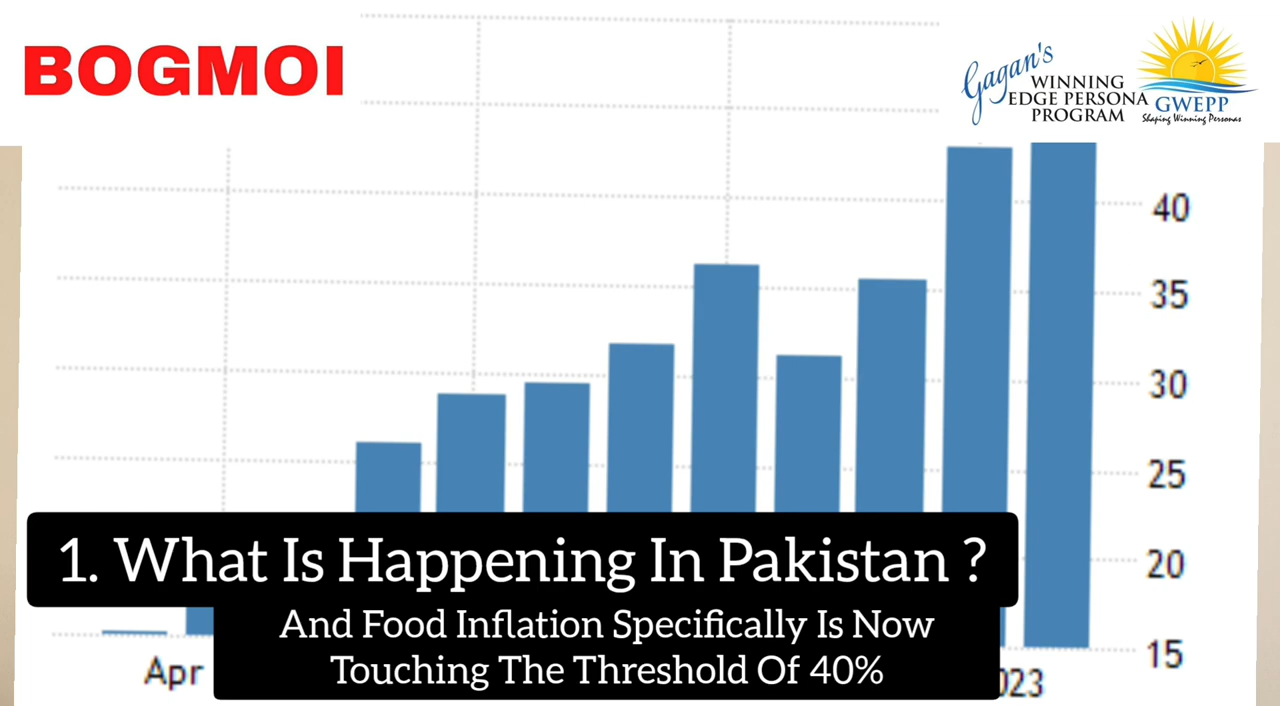 BOGMOI
Gagan's
WINNING
EDGE PERSONA
PROGRAM
GWEPP
Shaping Winning Personas
40
35
30
25
20
15
Apr
023
1. What Is Happening In Pakistan ?
And Food Inflation Specifically Is Now
Touching The Threshold Of 40%